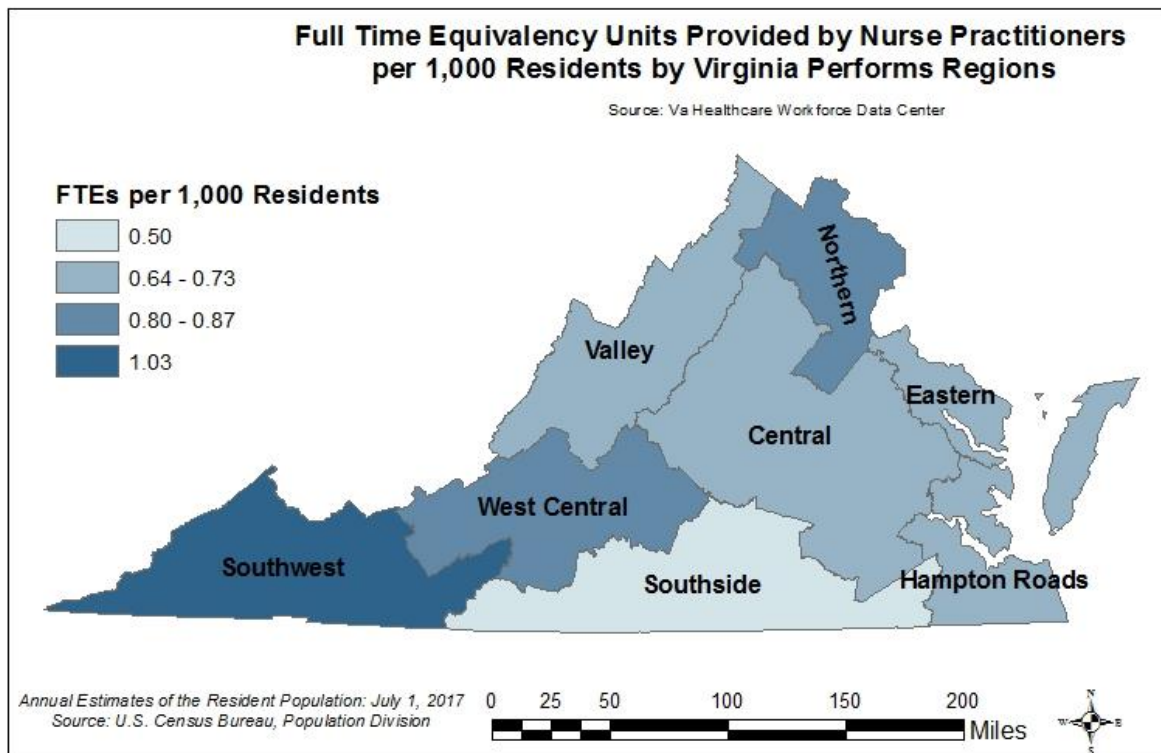 Full Time Equivalency Units Provided by Nurse Practitioners
per 1,000 Residents by Virginia Performs Regions
Source: Va Healthcare Workforce Data Center
FTEs per 1,000 Residents
0.50
0.64 - 0.73
0.80 - 0.87
1.03
Northern
Valley
Eastern
Central
West Central
Southwest
Southside
Hampton Roads
Annual Estimates of the Resident Population: July 1, 2017
Source: U.S. Census Bureau, Population Division
0 25 50 100 150 200
Miles
N
W E
S